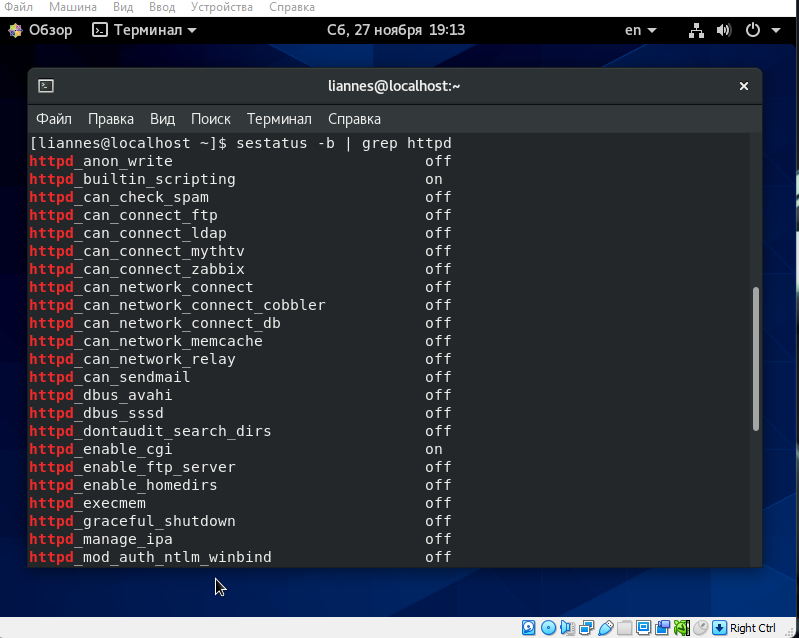 Файл Машина Вид Ввод Устройства Справка
Обзор Терминал Сб, 27 ноября 19:13 en
liannes@localhost:~
Файл Правка Вид Поиск Терминал Справка
[liannes@localhost ~]$ sestatus -b | grep httpd
httpd_anon_write off
httpd_builtin_scripting on
httpd_can_check_spam off
httpd_can_connect_ftp off
httpd_can_connect_ldap off
httpd_can_connect_mythtv off
httpd_can_connect_zabbix off
httpd_can_network_connect off
httpd_can_network_connect_cobbler off
httpd_can_network_connect_db off
httpd_can_network_memcache off
httpd_can_network_relay off
httpd_can_sendmail off
httpd_dbus_avahi off
httpd_dbus_sssd off
httpd_dontaudit_search_dirs off
httpd_enable_cgi on
httpd_enable_ftp_server off
httpd_enable_homedirs off
httpd_execmem off
httpd_graceful_shutdown off
httpd_manage_ipa off
httpd_mod_auth_ntlm_winbind off
Right Ctrl